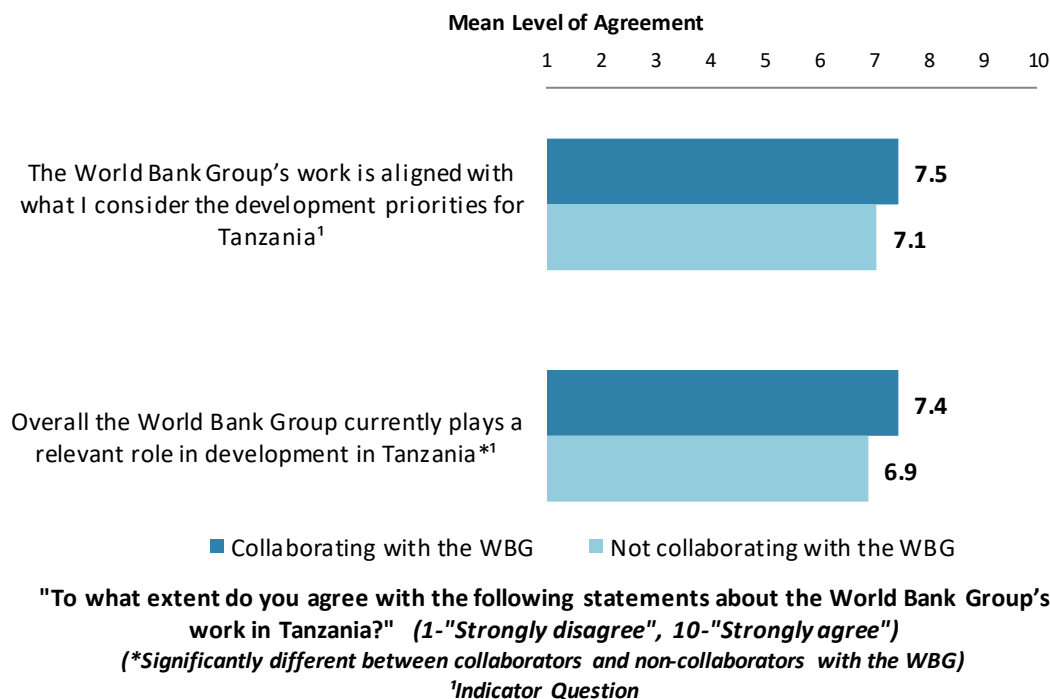 Mean Level of Agreement
1 2 3 4 5 6 7 8 9 10
The World Bank Group’s work is aligned with
what I consider the development priorities for
Tanzania¹
7.5
7.1
Overall the World Bank Group currently plays a
relevant role in development in Tanzania*¹
7.4
6.9
Collaborating with the WBG Not collaborating with the WBG
"To what extent do you agree with the following statements about the World Bank Group’s
work in Tanzania?" (1-"Strongly disagree", 10-"Strongly agree")
(*Significantly different between collaborators and non-collaborators with the WBG)
¹Indicator Question